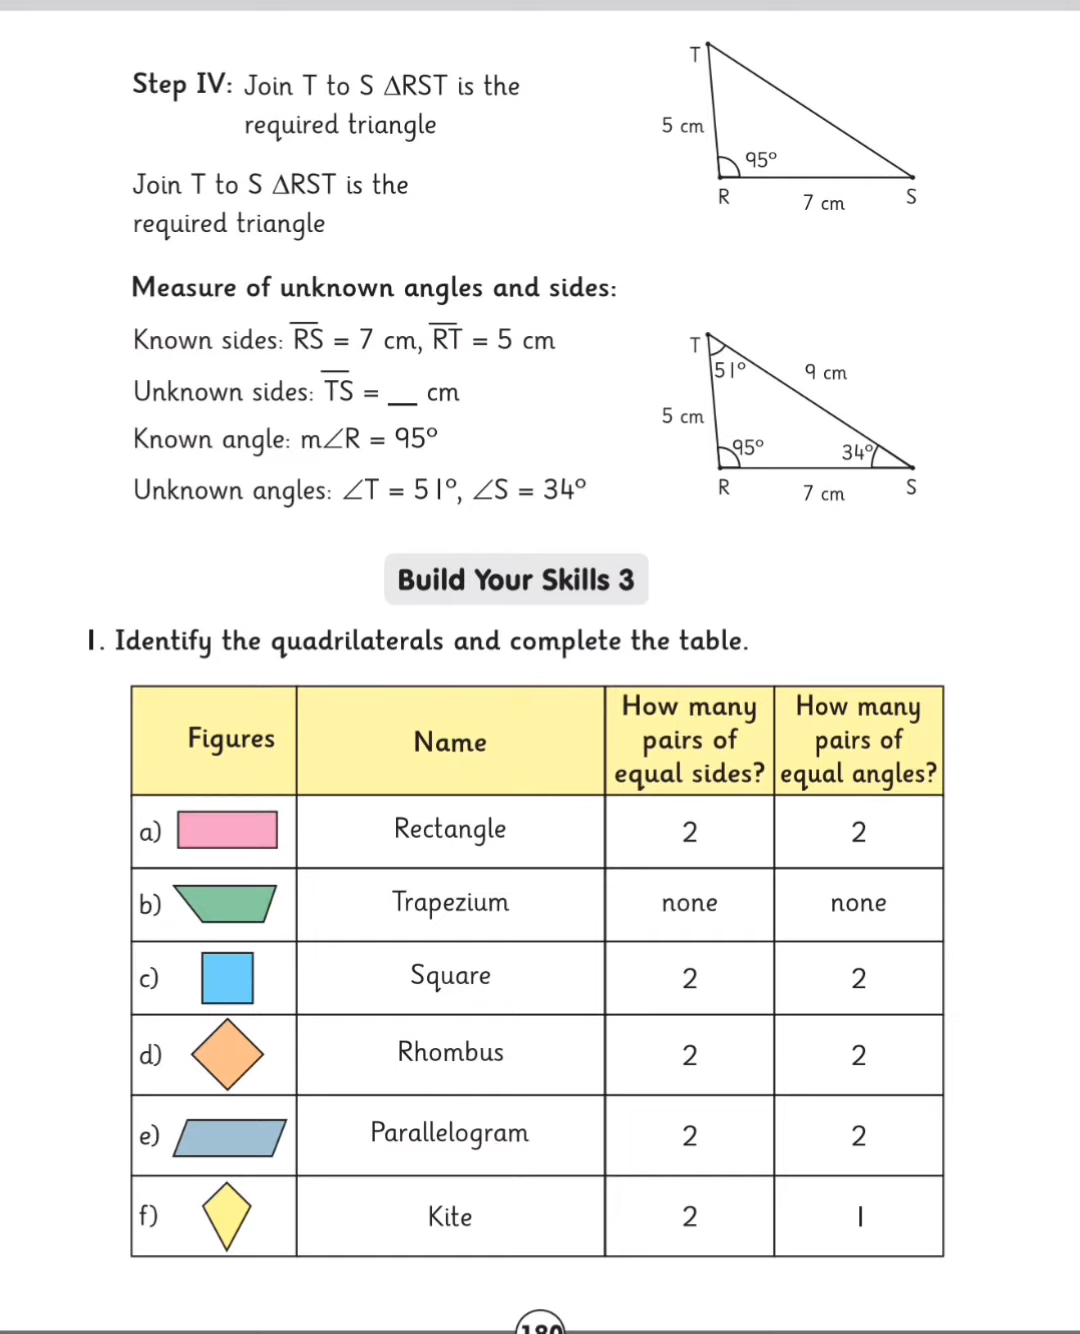 Step IV: Join T to S ΔRST is the
required triangle
T
5 cm
95°
R
7 cm
S
Join T to S ΔRST is the
required triangle
Measure of unknown angles and sides:
Known sides: R̅S̅ = 7 cm, R̅T̅ = 5 cm
Unknown sides: T̅S̅ = __ cm
Known angle: m∠R = 95°
Unknown angles: ∠T = 51°, ∠S = 34°
T
51°
9 cm
5 cm
95°
34°
R
7 cm
S
Build Your Skills 3
1. Identify the quadrilaterals and complete the table.
Figures
Name
How many
pairs of
equal sides?
How many
pairs of
equal angles?
a) Rectangle 2 2
b) Trapezium none none
c) Square 2 2
d) Rhombus 2 2
e) Parallelogram 2 2
f) Kite 2 1
180